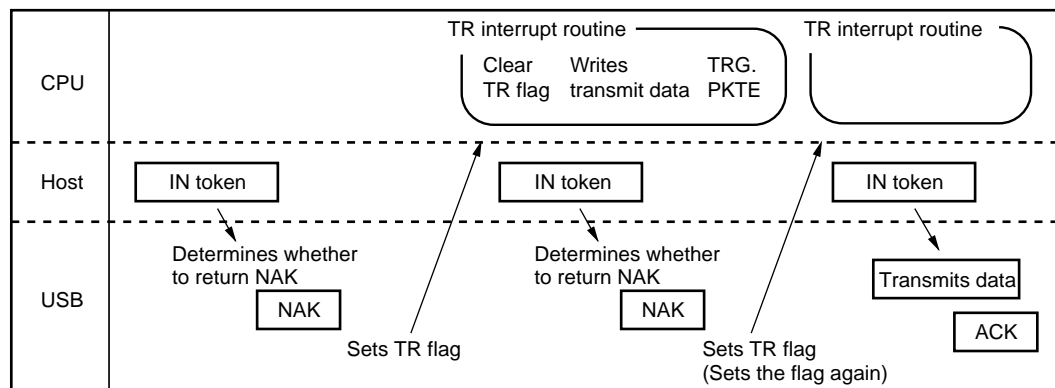 TR interrupt routine
TR interrupt routine
CPU
Clear Writes TRG.
TR flag transmit data PKTE
Host
IN token
IN token
IN token
USB
Determines whether
to return NAK
NAK
Sets TR flag
Determines whether
to return NAK
NAK
Sets TR flag
(Sets the flag again)
Transmits data
ACK